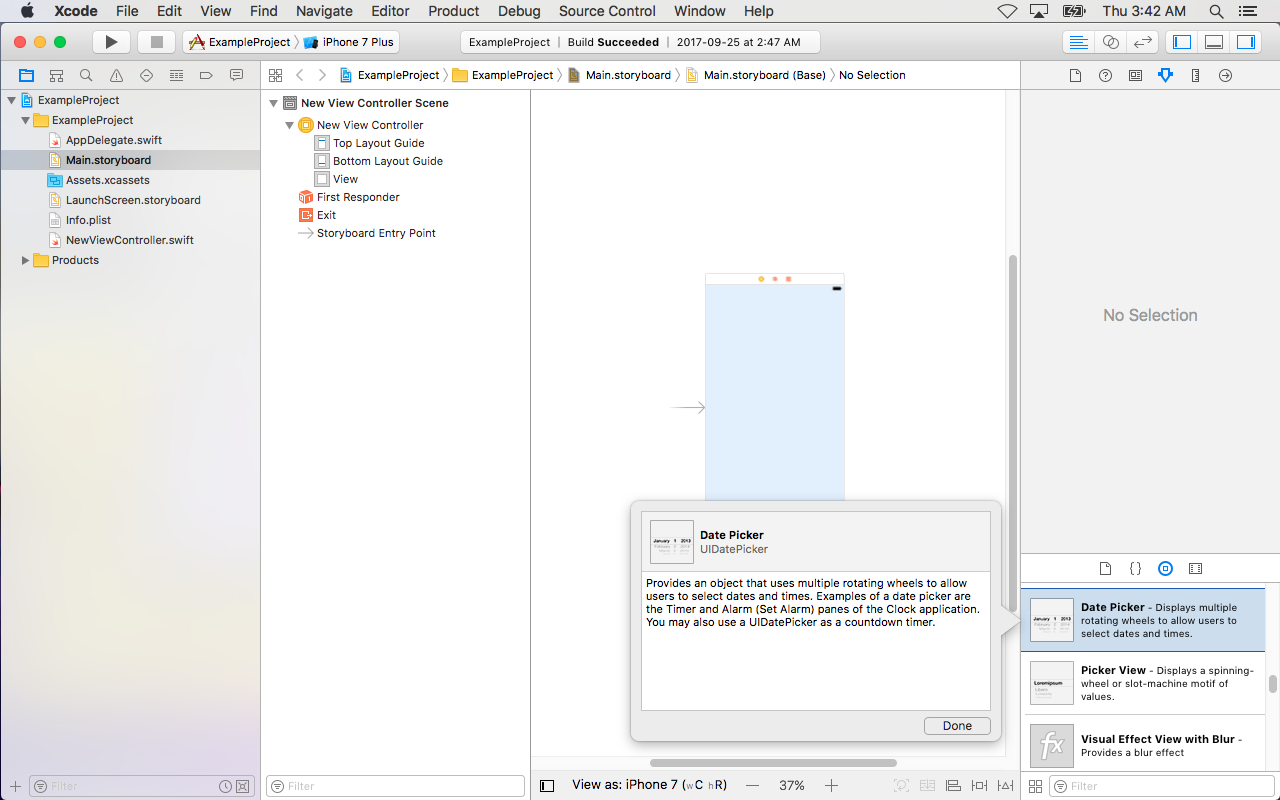 Xcode File Edit View Find Navigate Editor Product Debug Source Control Window Help Thu 3:42 AM
ExampleProject iPhone 7 Plus ExampleProject | Build Succeeded | 2017-09-25 at 2:47 AM
ExampleProject ExampleProject Main.storyboard Main.storyboard (Base) No Selection
ExampleProject
ExampleProject
AppDelegate.swift
Main.storyboard
Assets.xcassets
LaunchScreen.storyboard
Info.plist
NewViewController.swift
Products
Filter
New View Controller Scene
New View Controller
Top Layout Guide
Bottom Layout Guide
View
First Responder
Exit
Storyboard Entry Point
Filter
January 1 2013
Date Picker
UIDatePicker
Provides an object that uses multiple rotating wheels to allow
users to select dates and times. Examples of a date picker are
the Timer and Alarm (Set Alarm) panes of the Clock application.
You may also use a UIDatePicker as a countdown timer.
Done
View as: iPhone 7 (wC hR) — 37% +
No Selection
{}
January 1 2013
Date Picker - Displays multiple
rotating wheels to allow users to
select dates and times.
Loremipsum
Picker View - Displays a spinning-
wheel or slot-machine motif of
values.
fx
Visual Effect View with Blur -
Provides a blur effect
Filter